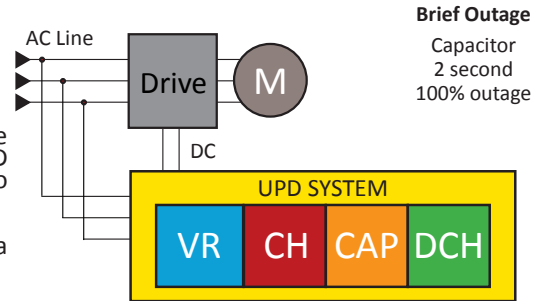 Brief Outage
Capacitor
2 second
100% outage
AC Line
Drive
M
DC
UPD SYSTEM
VR CH CAP DCH
e
D
o
a